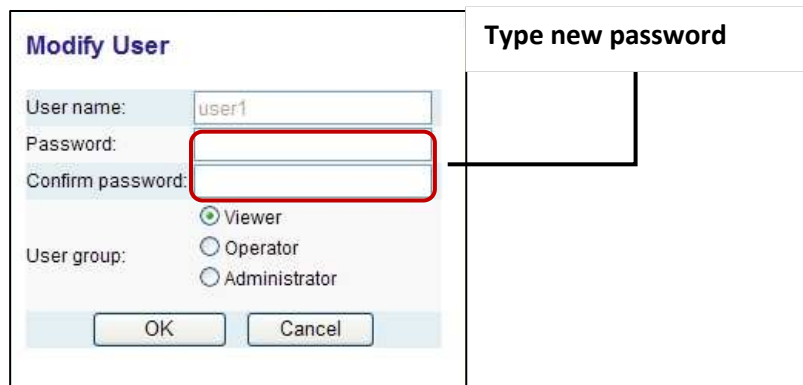 Modify User
Type new password
User name:
user1
Password:
Confirm password:
User group:
Viewer
Operator
Administrator
OK
Cancel